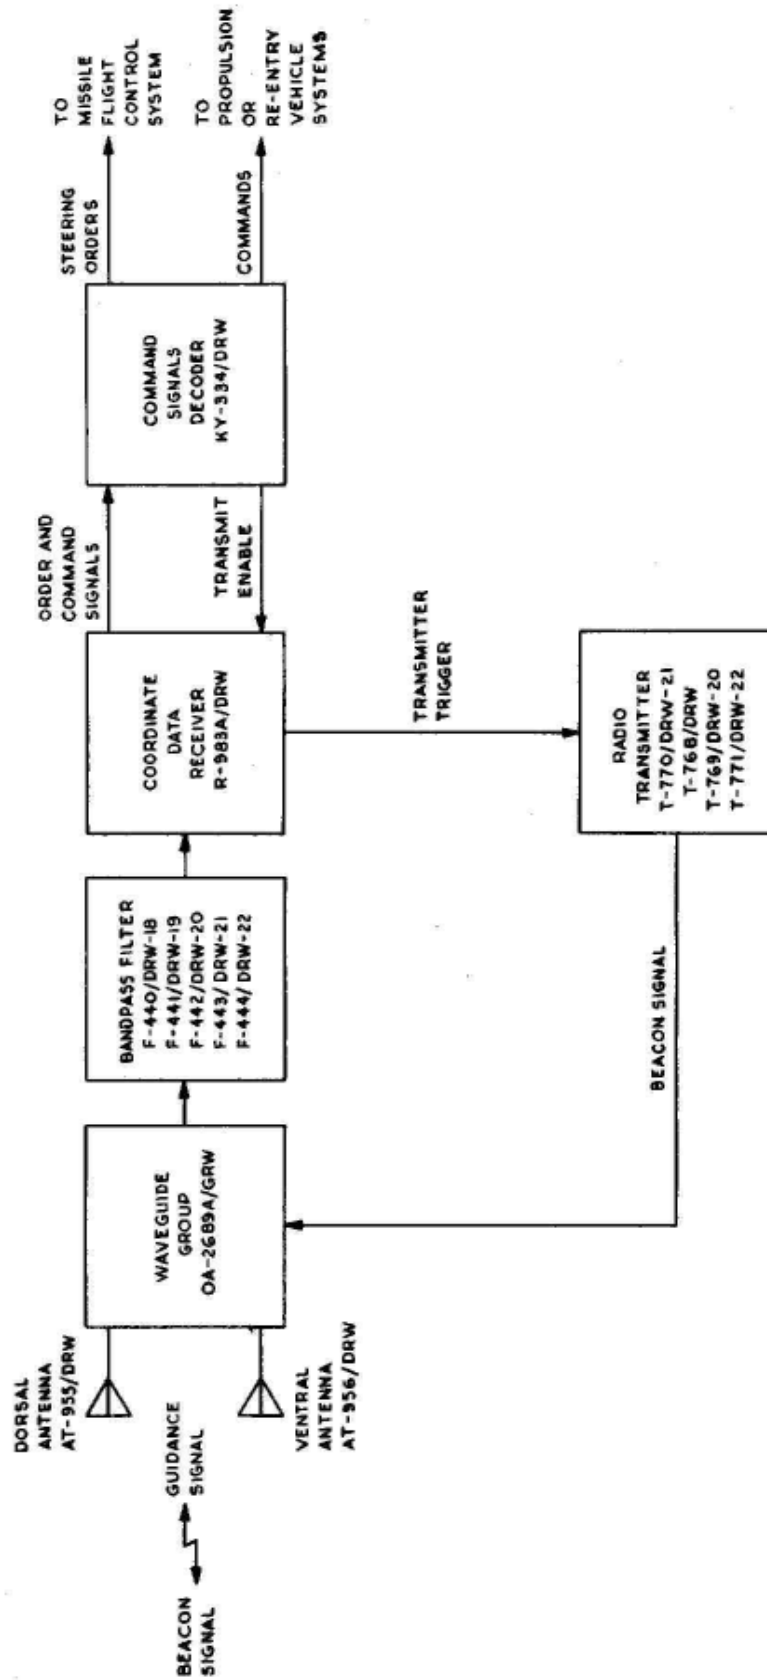 DORSAL
ANTENNA
AT-955/DRW
BEACON
SIGNAL
GUIDANCE
SIGNAL
VENTRAL
ANTENNA
AT-956/DRW
WAVEGUIDE
GROUP
OA-2689A/GRW
BANDPASS FILTER
F-440/DRW-18
F-441/DRW-19
F-442/DRW-20
F-443/DRW-21
F-444/DRW-22
COORDINATE
DATA
RECEIVER
R-983A/DRW
ORDER AND
COMMAND
SIGNALS
TRANSMIT
ENABLE
COMMAND
SIGNALS
DECODER
KY-334/DRW
STEERING
ORDERS
COMMANDS
TO
MISSILE
FLIGHT
CONTROL
SYSTEM
TO
PROPULSION
OR
RE-ENTRY
VEHICLE
SYSTEMS
TRANSMITTER
TRIGGER
BEACON SIGNAL
RADIO
TRANSMITTER
T-770/DRW-21
T-768/DRW
T-769/DRW-20
T-771/DRW-22